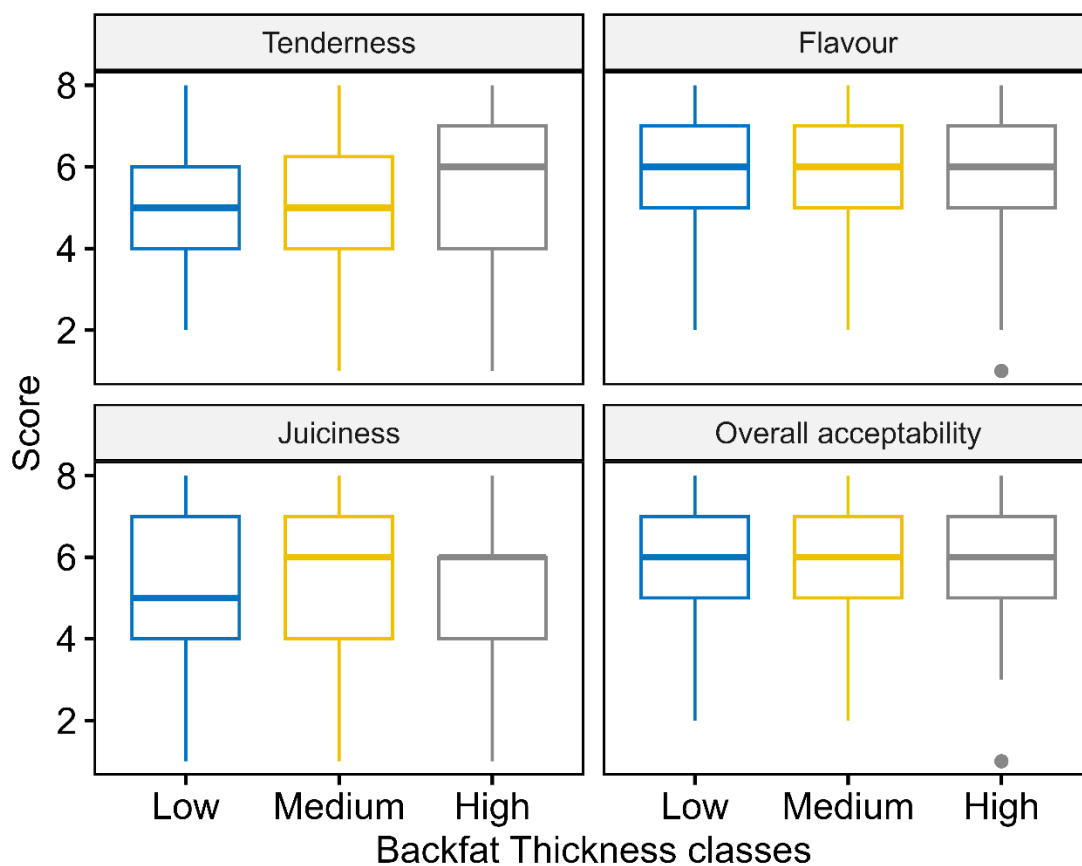 Tenderness
Flavour
8
6
4
2
Score
Juiciness
Overall acceptability
8
6
4
2
Low Medium High
Low Medium High
Backfat Thickness classes